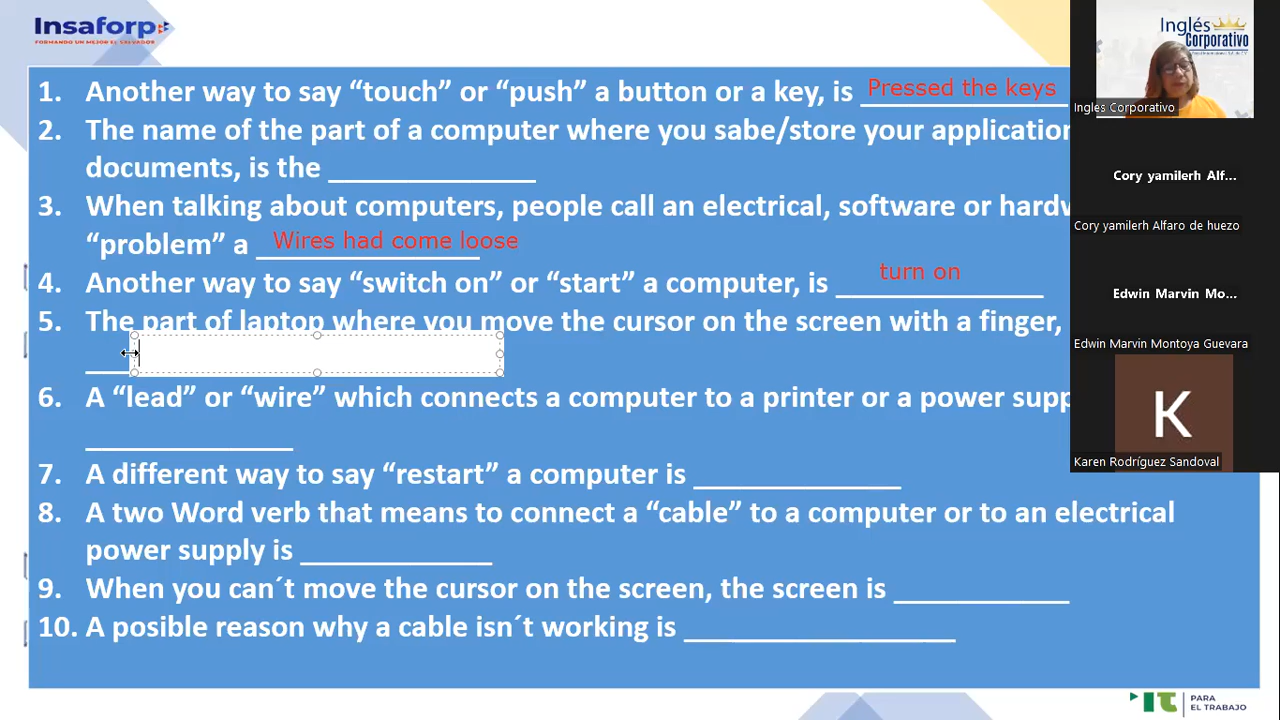 Insaforp
FORMANDO UN MEJOR EL SALVADOR
Inglés
Corporativo
Ingles Corporativo
1. Another way to say “touch” or “push” a button or a key, is Pressed the keys
2. The name of the part of a computer where you sabe/store your application
documents, is the _______________
3. When talking about computers, people call an electrical, software or hardw
“problem” a Wires had come loose
4. Another way to say “switch on” or “start” a computer, is turn on
5. The part of laptop where you move the cursor on the screen with a finger,
6. A “lead” or “wire” which connects a computer to a printer or a power supp
_______________
7. A different way to say “restart” a computer is _______________
8. A two Word verb that means to connect a “cable” to a computer or to an electrical
power supply is ______________
9. When you can´t move the cursor on the screen, the screen is _____________
10. A posible reason why a cable isn´t working is ____________________
Cory yamilerh Alf...
Cory yamilerh Alfaro de huezo
Edwin Marvin Mo...
Edwin Marvin Montoya Guevara
K
Karen Rodríguez Sandoval
IT PARA
EL TRABAJO